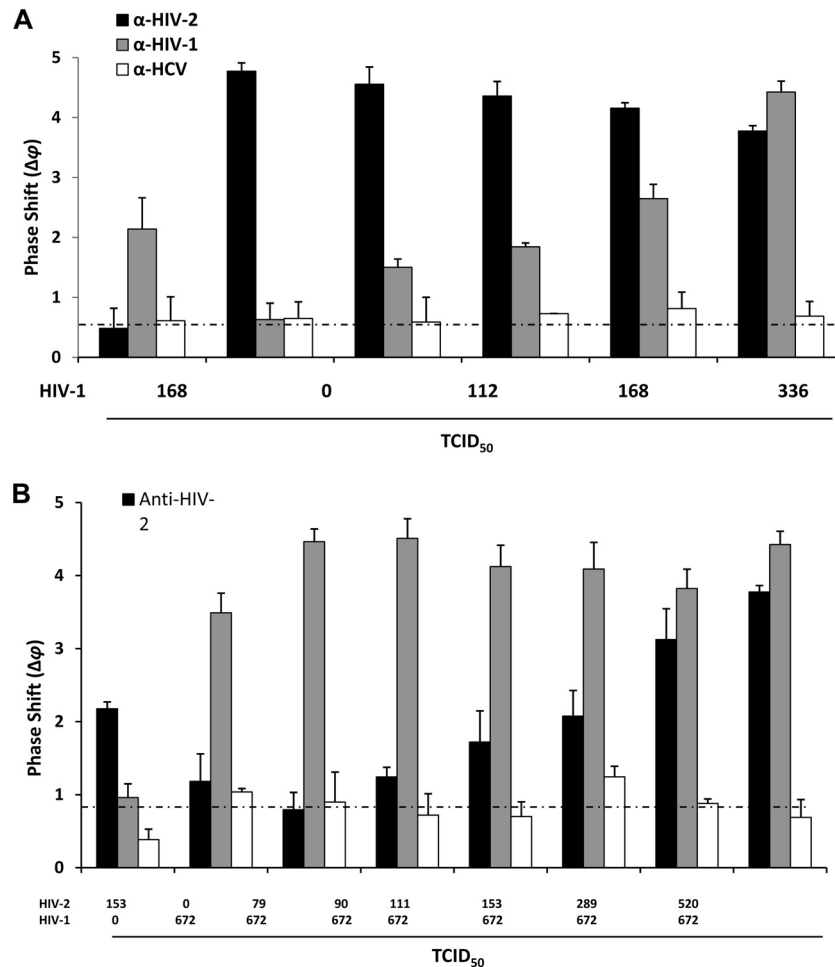 A
α-HIV-2
α-HIV-1
α-HCV
5
4
3
2
1
0
Phase Shift (Δφ)
HIV-1 168 0 112 168 336
TCID50
B
Anti-HIV-
2
5
4
3
2
1
0
Phase Shift (Δφ)
HIV-2 153 0 79 90 111 153 289 520
HIV-1 0 672 672 672 672 672 672 672
TCID50